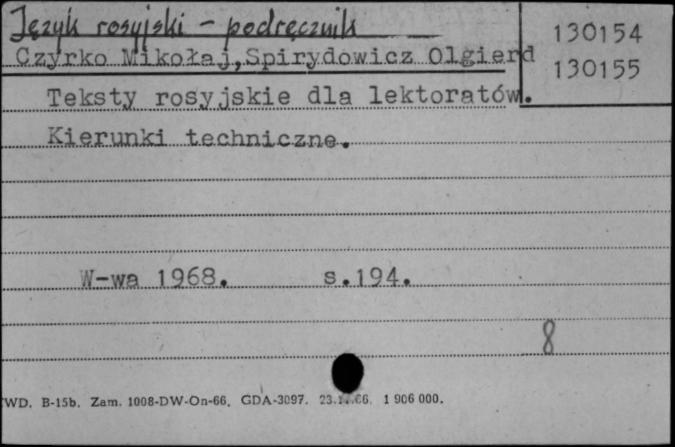 Język rosyjski - podręcznik
130154
Czyrko Mikołaj, Spirydowicz Olgierd
130155
Teksty rosyjskie dla lektoratów.
Kierunki techniczne.
W-wa 1968. s.194.
8
WD. B-15b. Zam. 1008-DW-On-66. GDA-3097. 1 906 000.